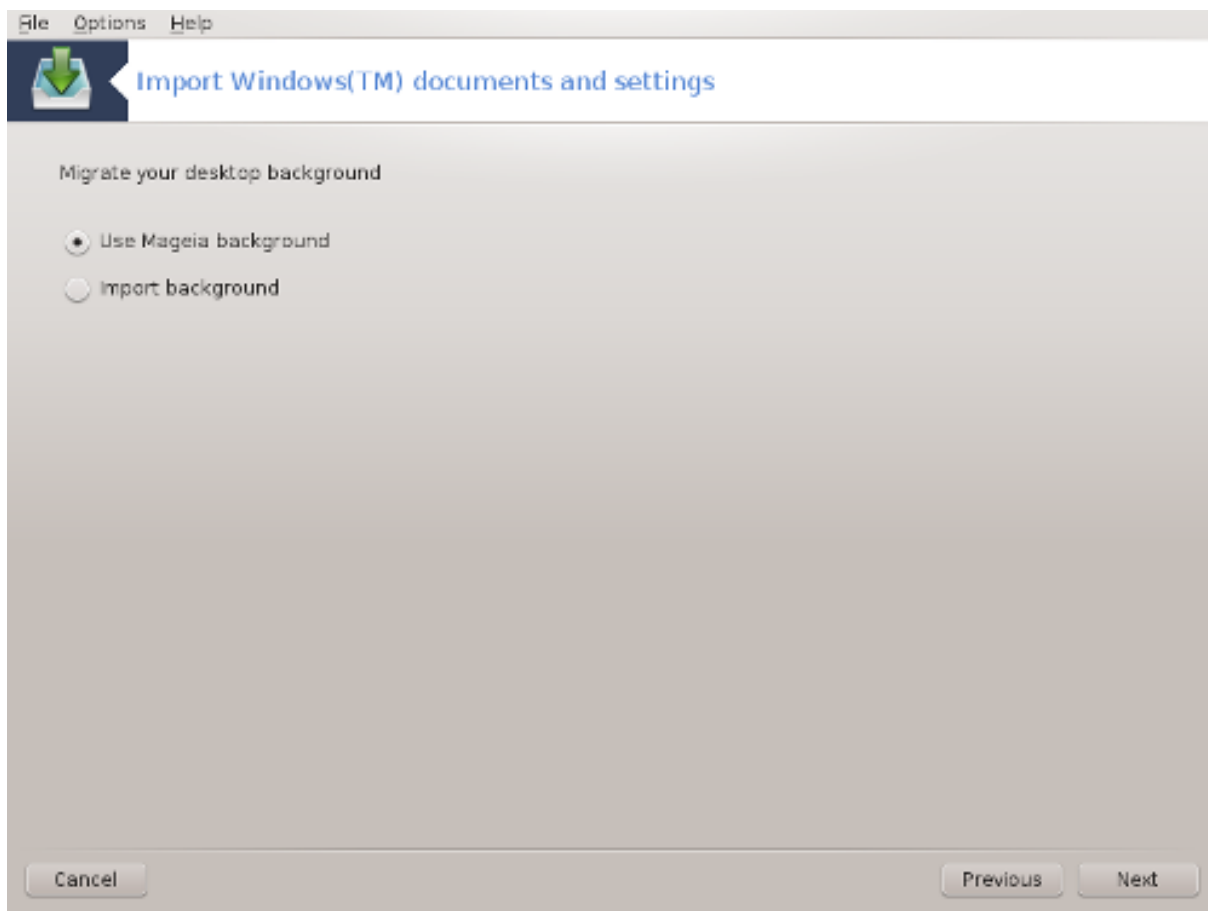 File Options Help
Import Windows(TM) documents and settings
Migrate your desktop background
Use Mageia background
Import background
Cancel Previous Next